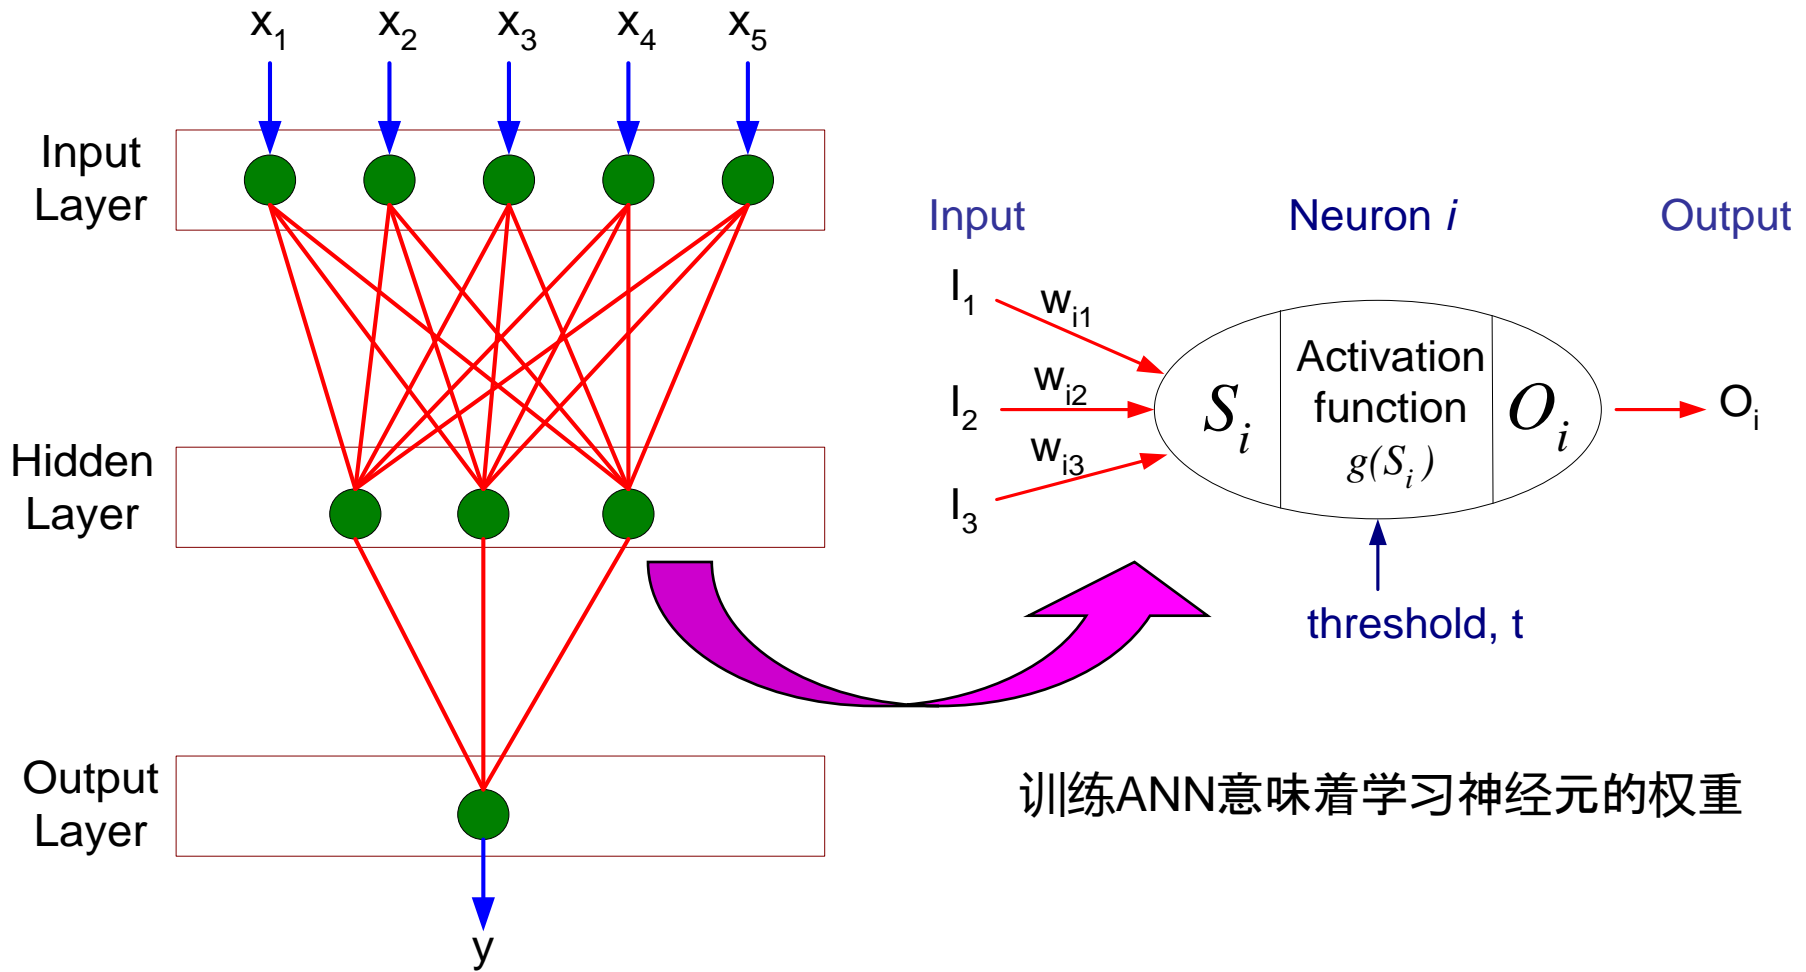 x1 x2 x3 x4 x5
Input
Layer
Hidden
Layer
Output
Layer
y
Input Neuron i Output
I1 wi1
I2 wi2
I3 wi3
Si
Activation
function
g(Si)
Oi
Oi
threshold, t
训练ANN意味着学习神经元的权重